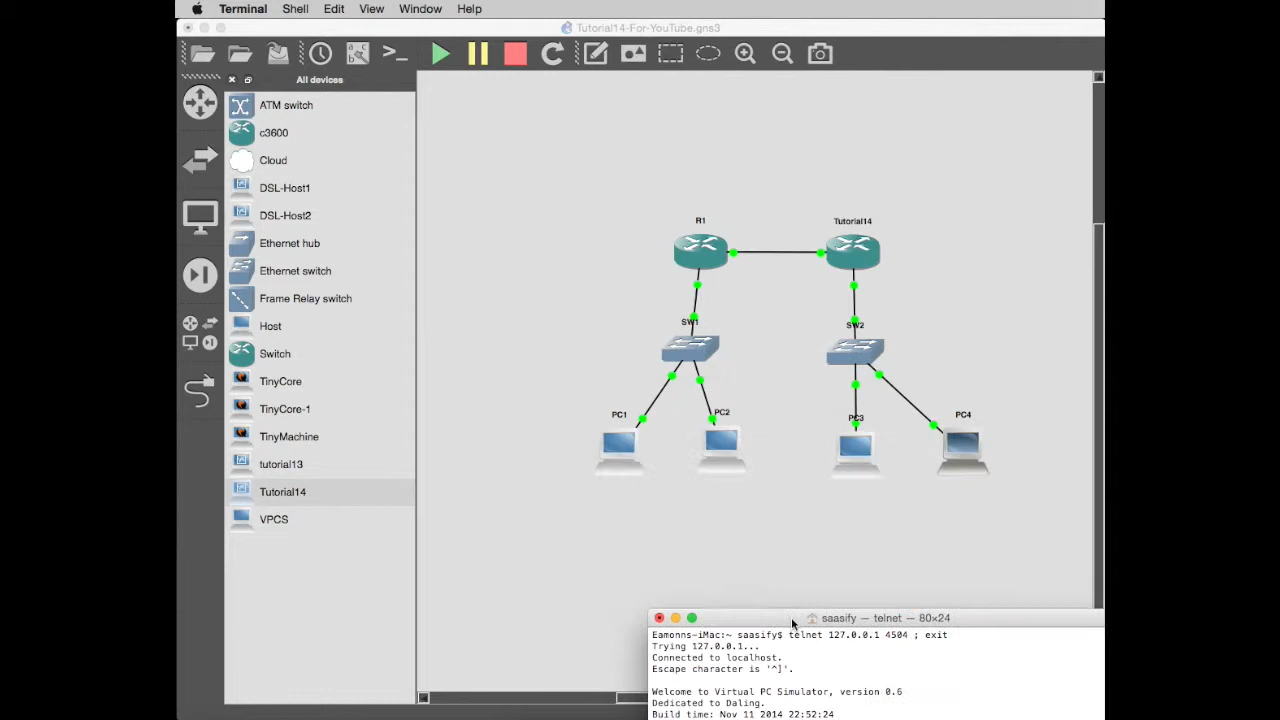 Terminal Shell Edit View Window Help
Tutorial14-For-YouTube.gns3
All devices
ATM switch
c3600
Cloud
DSL-Host1
DSL-Host2
Ethernet hub
Ethernet switch
Frame Relay switch
Host
Switch
TinyCore
TinyCore-1
TinyMachine
tutorial13
Tutorial14
VPCS
R1
Tutorial14
SW1
SW2
PC1
PC2
PC3
PC4
saasify — telnet — 80×24
Eamonns-iMac:~ saasify$ telnet 127.0.0.1 4504 ; exit
Trying 127.0.0.1...
Connected to localhost.
Escape character is '^]'.
Welcome to Virtual PC Simulator, version 0.6
Dedicated to Daling.
Build time: Nov 11 2014 22:52:24